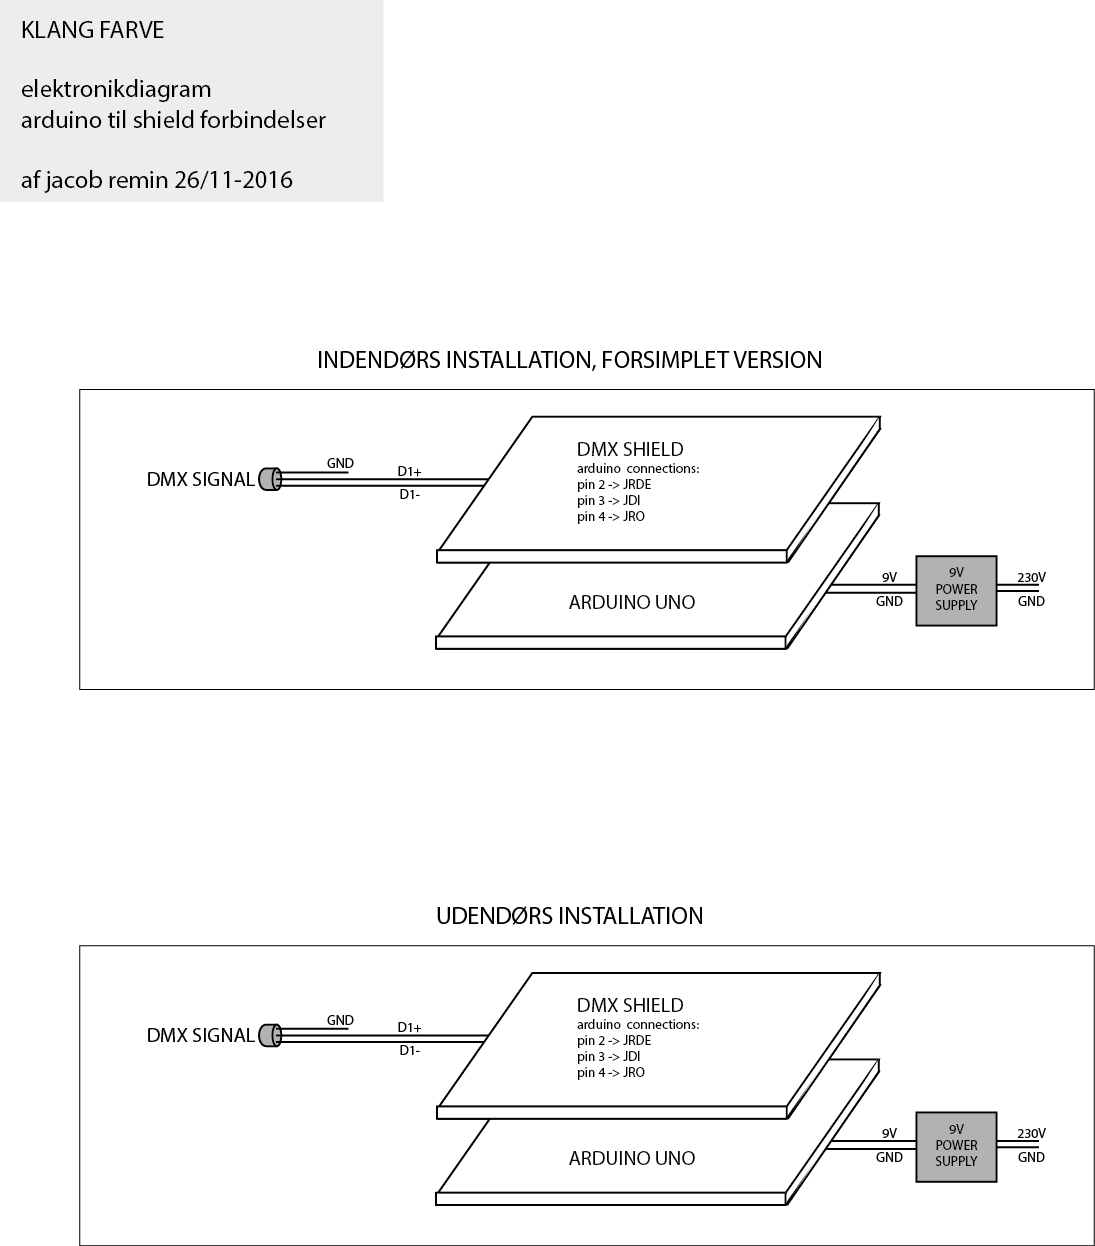 KLANG FARVE
elektronikdiagram
arduino til shield forbindelser
af jacob remin 26/11-2016
INDENDØRS INSTALLATION, FORSIMPLET VERSION
DMX SIGNAL
GND
D1+
D1-
DMX SHIELD
arduino connections:
pin 2 -> JRDE
pin 3 -> JDI
pin 4 -> JRO
ARDUINO UNO
9V
GND
9V
POWER
SUPPLY
230V
GND
UDENDØRS INSTALLATION
DMX SIGNAL
GND
D1+
D1-
DMX SHIELD
arduino connections:
pin 2 -> JRDE
pin 3 -> JDI
pin 4 -> JRO
ARDUINO UNO
9V
GND
9V
POWER
SUPPLY
230V
GND